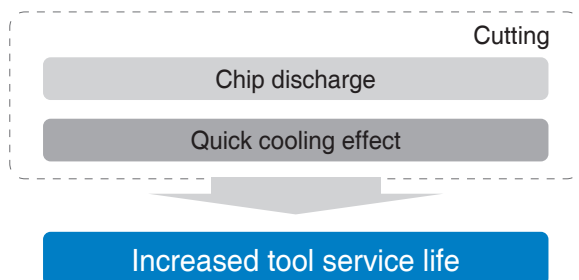 Cutting
Chip discharge
Quick cooling effect
Increased tool service life